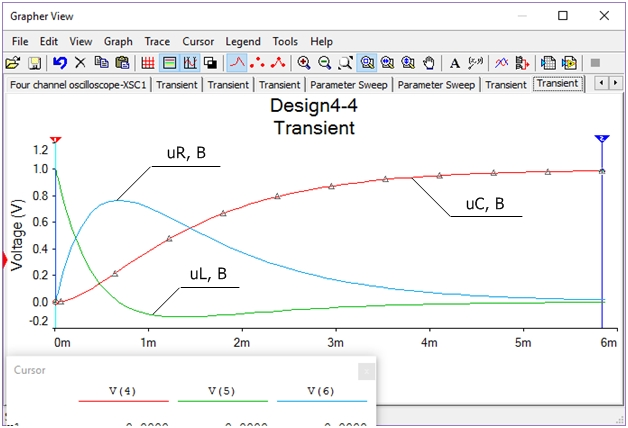 Grapher View
File Edit View Graph Trace Cursor Legend Tools Help
Four channel oscilloscope-XSC1 Transient Transient Transient Parameter Sweep Parameter Sweep Transient Transient
Design4-4
Transient
1.2
1.0
0.8
0.6
0.4
0.2
0.0
-0.2
Voltage (V)
uR, B
uC, B
uL, B
0m 1m 2m 3m 4m 5m 6m
Cursor
V(4) V(5) V(6)